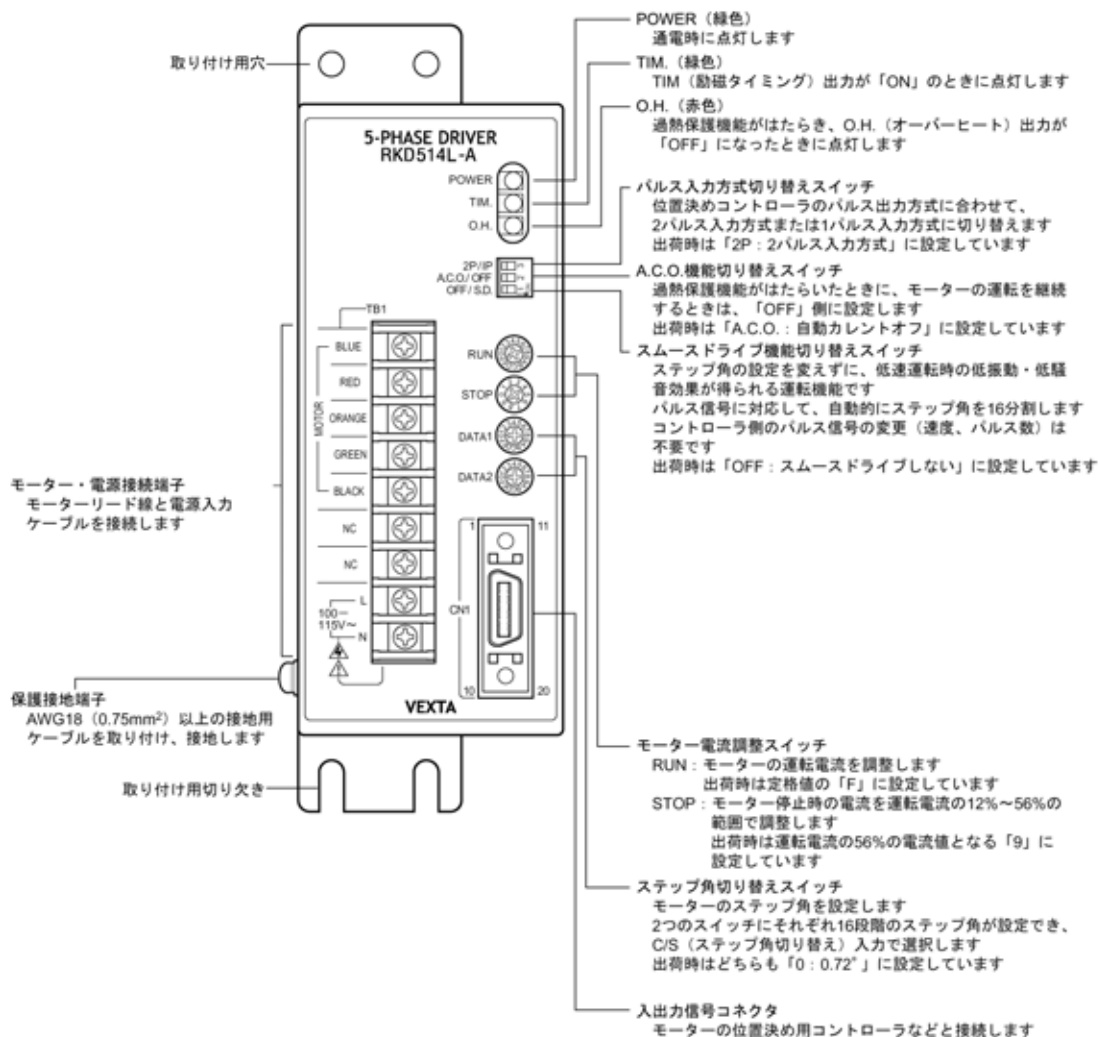 POWER（緑色）
通電時に点灯します
TIM.（緑色）
TIM（励磁タイミング）出力が「ON」のときに点灯します
O.H.（赤色）
過熱保護機能がはたらき、O.H.（オーバーヒート）出力が
「OFF」になったときに点灯します
パルス入力方式切り替えスイッチ
位置決めコントローラのパルス出力方式に合わせて、
2パルス入力方式または1パルス入力方式に切り替えます
出荷時は「2P：2パルス入力方式」に設定しています
A.C.O.機能切り替えスイッチ
過熱保護機能がはたらいたときに、モーターの運転を継続
するときは、「OFF」側に設定します
出荷時は「A.C.O.：自動カレントオフ」に設定しています
スムースドライブ機能切り替えスイッチ
ステップ角の設定を変えずに、低速運転時の低振動・低騒
音効果が得られる運転機能です
パルス信号に対応して、自動的にステップ角を16分割します
コントローラ側のパルス信号の変更（速度、パルス数）は
不要です
出荷時は「OFF：スムースドライブしない」に設定しています
取り付け用穴
5-PHASE DRIVER
RKD514L-A
POWER
TIM.
O.H.
2P/1P
A.C.O./OFF
OFF/S.D.
TB1
MOTOR
BLUE
RED
ORANGE
GREEN
BLACK
NC
NC
L
100－
115V～
N
RUN
STOP
DATA1
DATA2
1
11
CN1
10
20
VEXTA
モーター・電源接続端子
モーターリード線と電源入力
ケーブルを接続します
保護接地端子
AWG18（0.75mm²）以上の接地用
ケーブルを取り付け、接地します
取り付け用切り欠き
モーター電流調整スイッチ
RUN：モーターの運転電流を調整します
出荷時は定格値の「F」に設定しています
STOP：モーター停止時の電流を運転電流の12%～56%の
範囲で調整します
出荷時は運転電流の56%の電流値となる「9」に
設定しています
ステップ角切り替えスイッチ
モーターのステップ角を設定します
2つのスイッチにそれぞれ16段階のステップ角が設定でき、
C/S（ステップ角切り替え）入力で選択します
出荷時はどちらも「0：0.72˚」に設定しています
入出力信号コネクタ
モーターの位置決め用コントローラなどと接続します